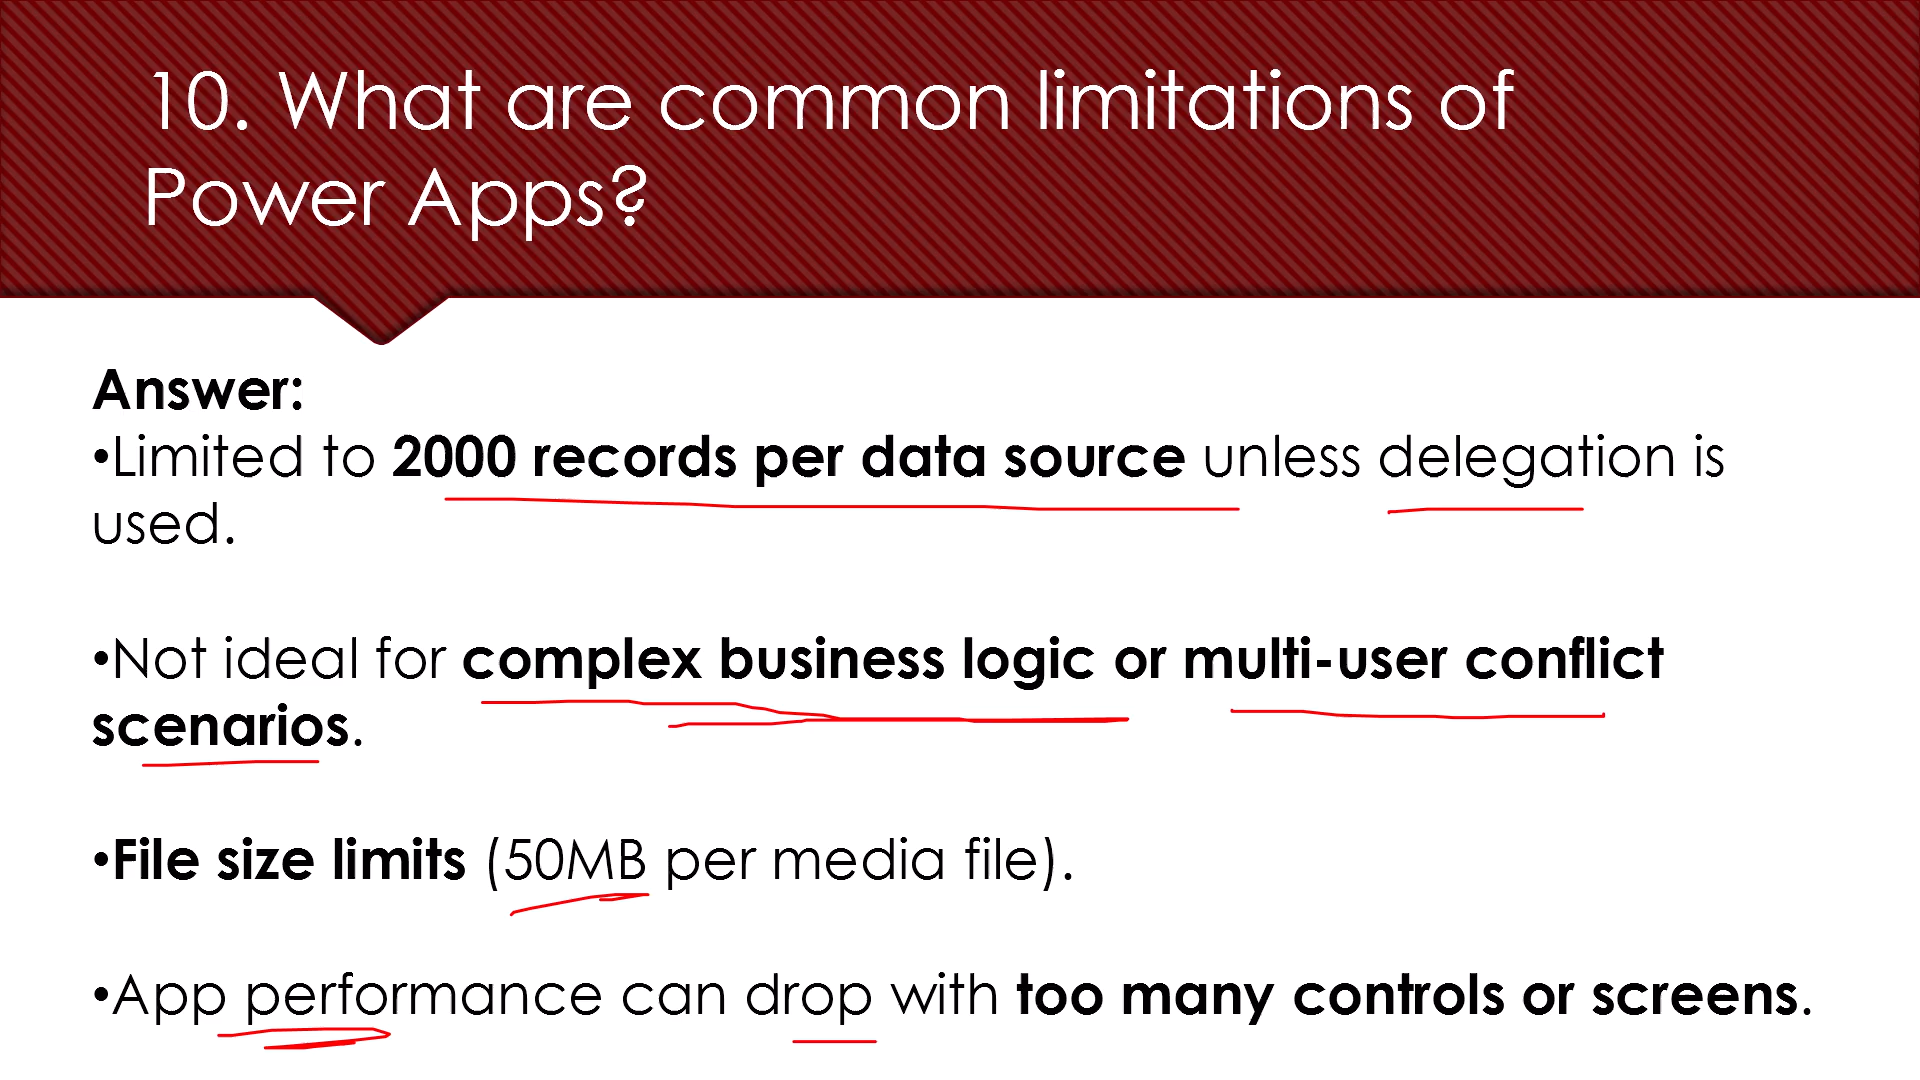 10. What are common limitations of
Power Apps?
Answer:
•Limited to 2000 records per data source unless delegation is
used.
•Not ideal for complex business logic or multi-user conflict
scenarios.
•File size limits (50MB per media file).
•App performance can drop with too many controls or screens.